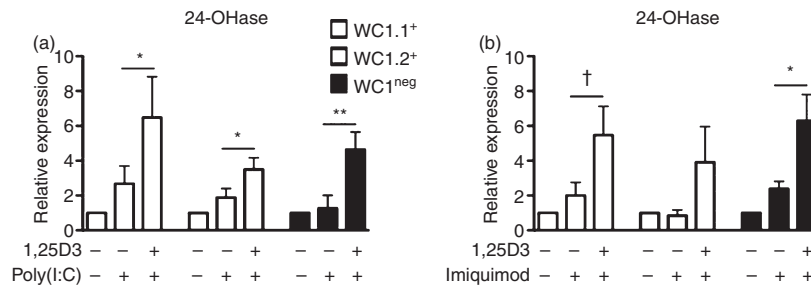 24-OHase
(a)
10
8
6
4
2
0
Relative expression
*
*
**
WC1.1+
WC1.2+
WC1neg
1,25D3 – – + – – + – – +
Poly(I:C) – + + – + + – + +
24-OHase
(b)
10
8
6
4
2
0
Relative expression
†
*
1,25D3 – – + – – + – – +
Imiquimod – + + – + + – + +